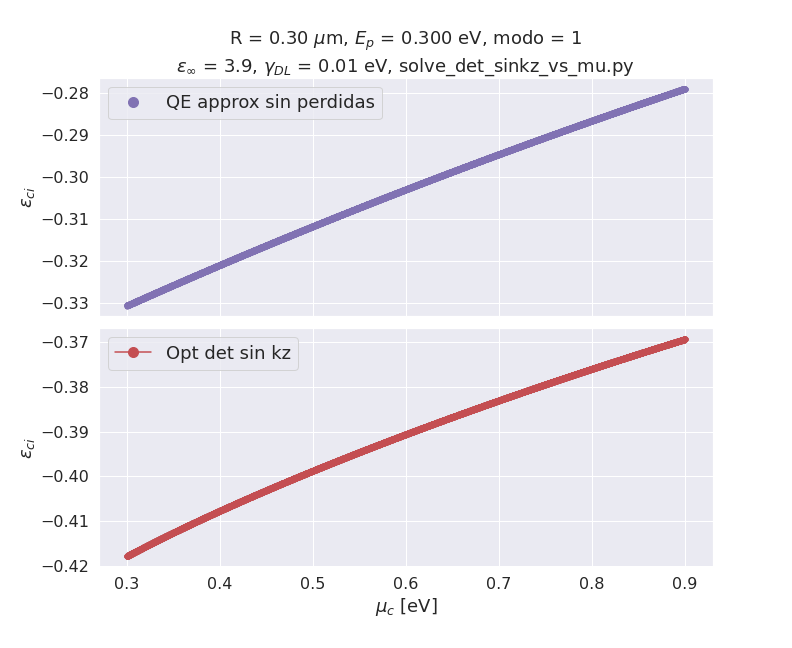 R = 0.30 μm, E_p = 0.300 eV, modo = 1
ε_∞ = 3.9, γ_DL = 0.01 eV, solve_det_sinkz_vs_mu.py
−0.28
QE approx sin perdidas
−0.29
−0.30
ε_ci
−0.31
−0.32
−0.33
−0.37
Opt det sin kz
−0.38
−0.39
ε_ci
−0.40
−0.41
−0.42
0.3 0.4 0.5 0.6 0.7 0.8 0.9
μ_c [eV]